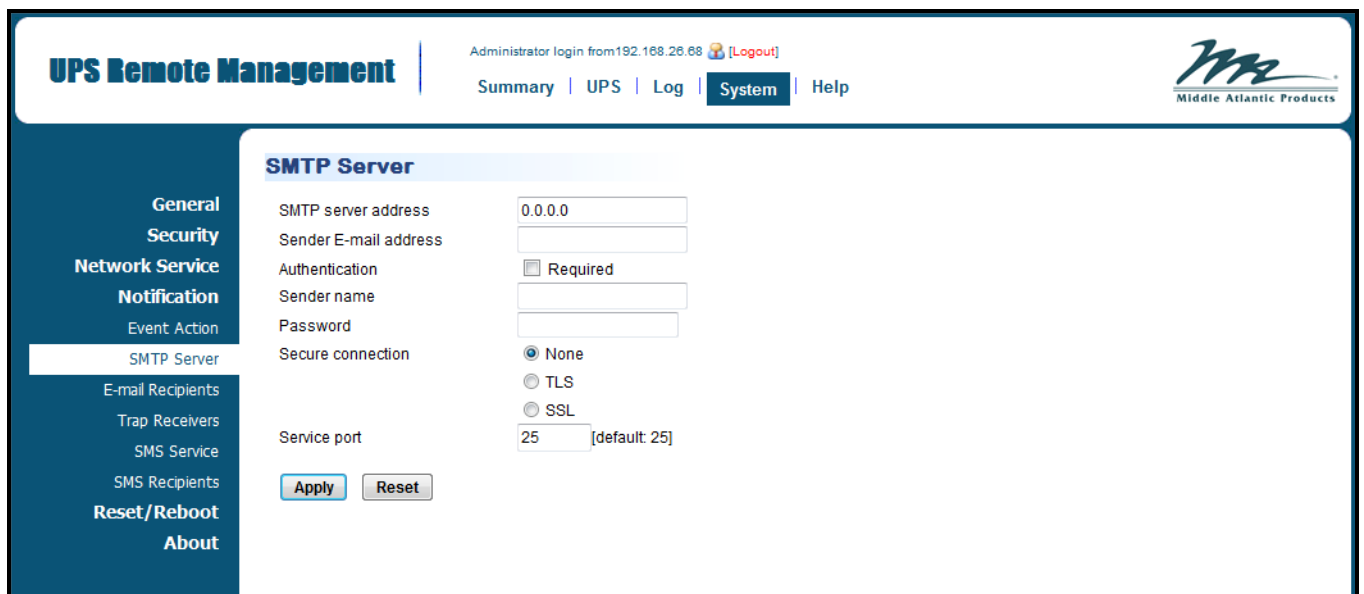 UPS Remote Management
Administrator login from192.168.26.68 [Logout]
Summary | UPS | Log | System | Help
Middle Atlantic Products
General
Security
Network Service
Notification
Event Action
SMTP Server
E-mail Recipients
Trap Receivers
SMS Service
SMS Recipients
Reset/Reboot
About
SMTP Server
SMTP server address 0.0.0.0
Sender E-mail address
Authentication Required
Sender name
Password
Secure connection None
TLS
SSL
Service port 25 [default: 25]
Apply Reset